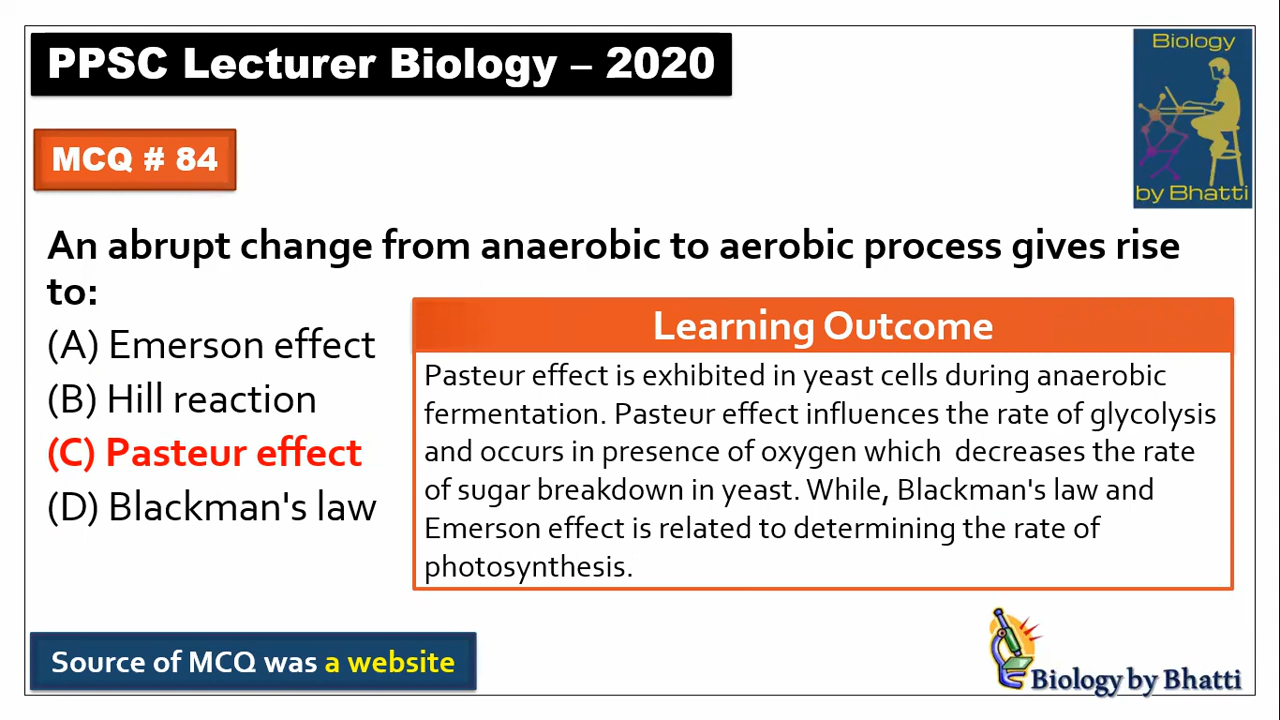 PPSC Lecturer Biology – 2020
Biology
by Bhatti
MCQ # 84
An abrupt change from anaerobic to aerobic process gives rise
to:
(A) Emerson effect
(B) Hill reaction
(C) Pasteur effect
(D) Blackman's law
Learning Outcome
Pasteur effect is exhibited in yeast cells during anaerobic
fermentation. Pasteur effect influences the rate of glycolysis
and occurs in presence of oxygen which decreases the rate
of sugar breakdown in yeast. While, Blackman's law and
Emerson effect is related to determining the rate of
photosynthesis.
Source of MCQ was a website
Biology by Bhatti